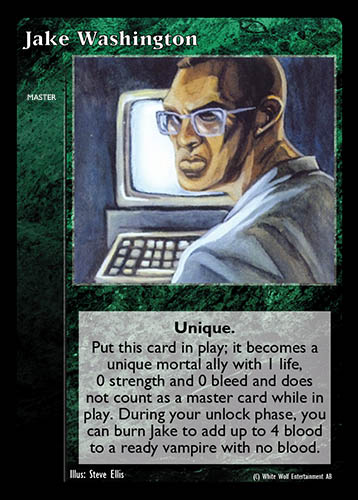 Jake Washington
MASTER
Unique.
Put this card in play; it becomes a
unique mortal ally with 1 life,
0 strength and 0 bleed and does
not count as a master card while in
play. During your unlock phase, you
can burn Jake to add up to 4 blood
to a ready vampire with no blood.
Illus: Steve Ellis
(C) White Wolf Entertainment AB